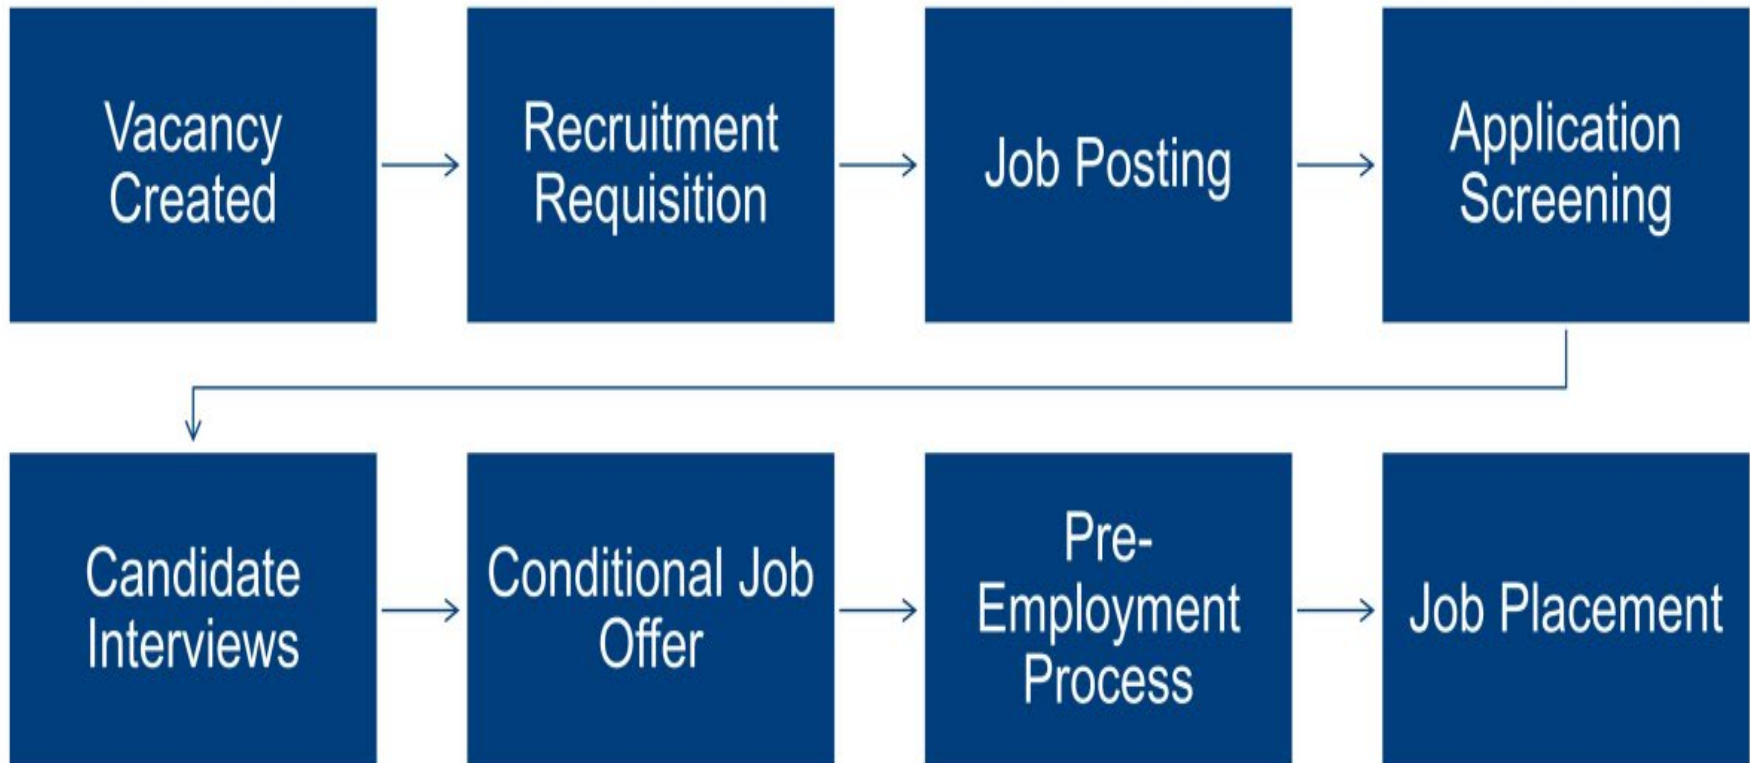 Vacancy
Created
Recruitment
Requisition
Job Posting
Application
Screening
Candidate
Interviews
Conditional Job
Offer
Pre-
Employment
Process
Job Placement